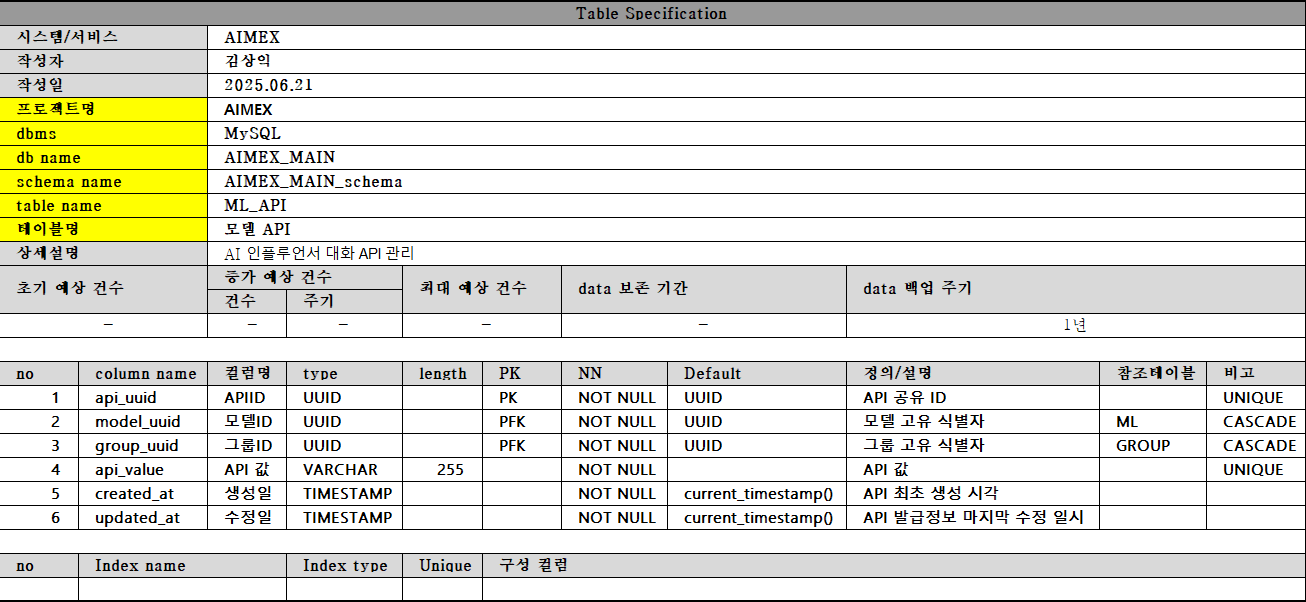 Table Specification
시스템/서비스 AIMEX
작성자 김상익
작성일 2025.06.21
프로젝트명 AIMEX
dbms MySQL
db name AIMEX_MAIN
schema name AIMEX_MAIN_schema
table name ML_API
테이블명 모델 API
상세설명 AI 인플루언서 대화 API 관리
초기 예상 건수 증가 예상 건수 최대 예상 건수 data 보존 기간 data 백업 주기
건수 주기
– – – – – 1년
no column name 컬럼명 type length PK NN Default 정의/설명 참조테이블 비고
1 api_uuid APIID UUID PK NOT NULL UUID API 공유 ID UNIQUE
2 model_uuid 모델ID UUID PFK NOT NULL UUID 모델 고유 식별자 ML CASCADE
3 group_uuid 그룹ID UUID PFK NOT NULL UUID 그룹 고유 식별자 GROUP CASCADE
4 api_value API 값 VARCHAR 255 NOT NULL API 값 UNIQUE
5 created_at 생성일 TIMESTAMP NOT NULL current_timestamp() API 최초 생성 시각
6 updated_at 수정일 TIMESTAMP NOT NULL current_timestamp() API 발급정보 마지막 수정 일시
no Index name Index type Unique 구성 컬럼